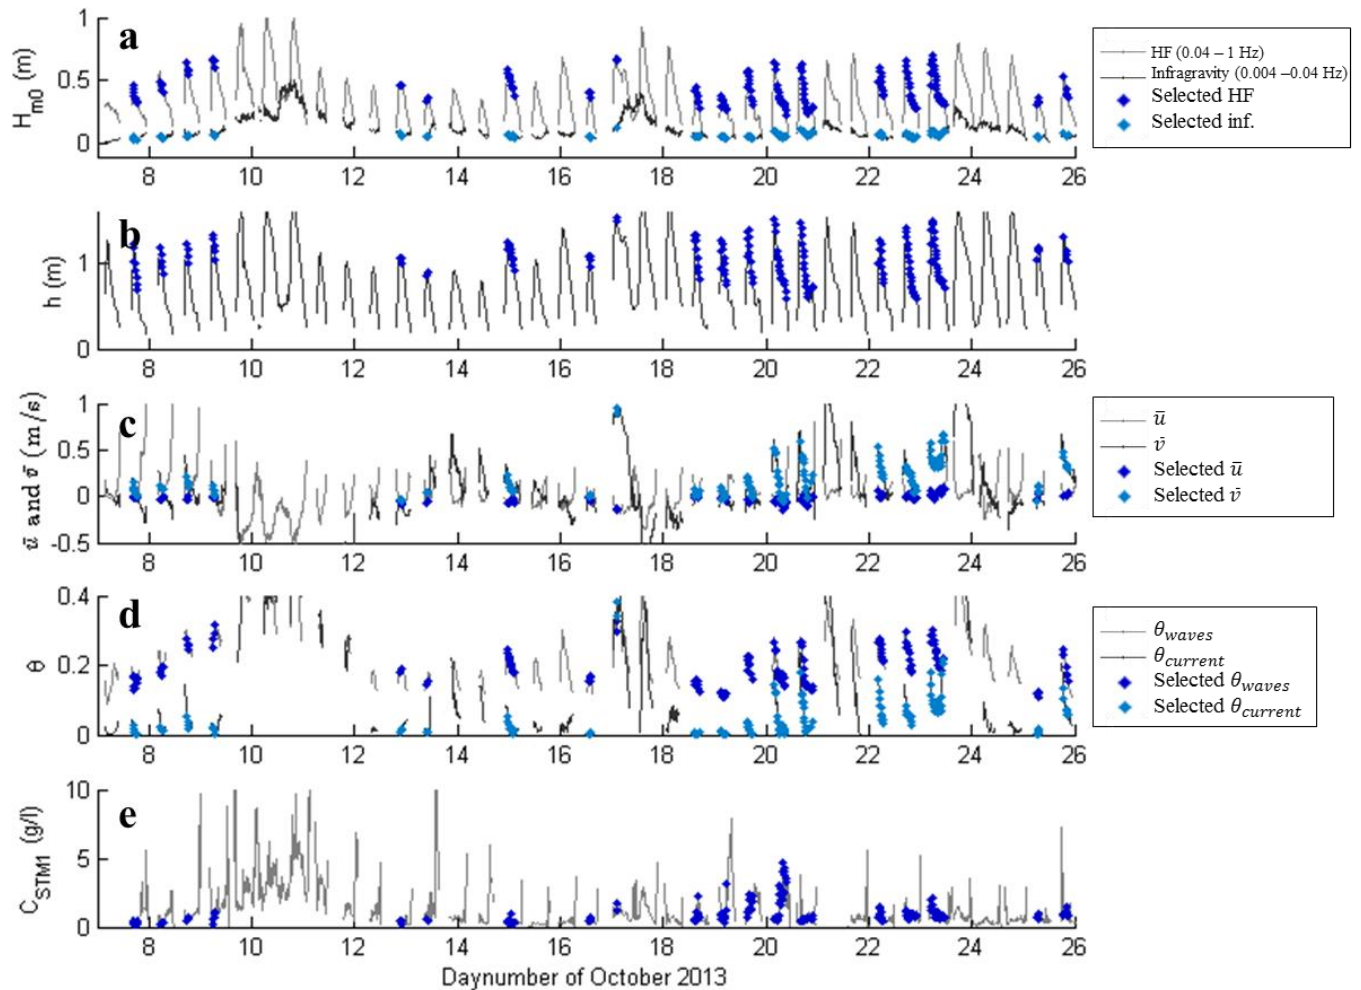 a
H_m0 (m)
1
0.5
0
8 10 12 14 16 18 20 22 24 26
HF (0.04 – 1 Hz)
Infragravity (0.004 –0.04 Hz)
Selected HF
Selected inf.
b
h (m)
1
0
8 10 12 14 16 18 20 22 24 26
c
ū and v̄ (m/s)
1
0.5
0
-0.5
8 10 12 14 16 18 20 22 24 26
ū
v̄
Selected ū
Selected v̄
d
θ
0.4
0.2
0
8 10 12 14 16 18 20 22 24 26
θ_waves
θ_current
Selected θ_waves
Selected θ_current
e
C_STM1 (g/l)
10
5
0
8 10 12 14 16 18 20 22 24 26
Daynumber of October 2013